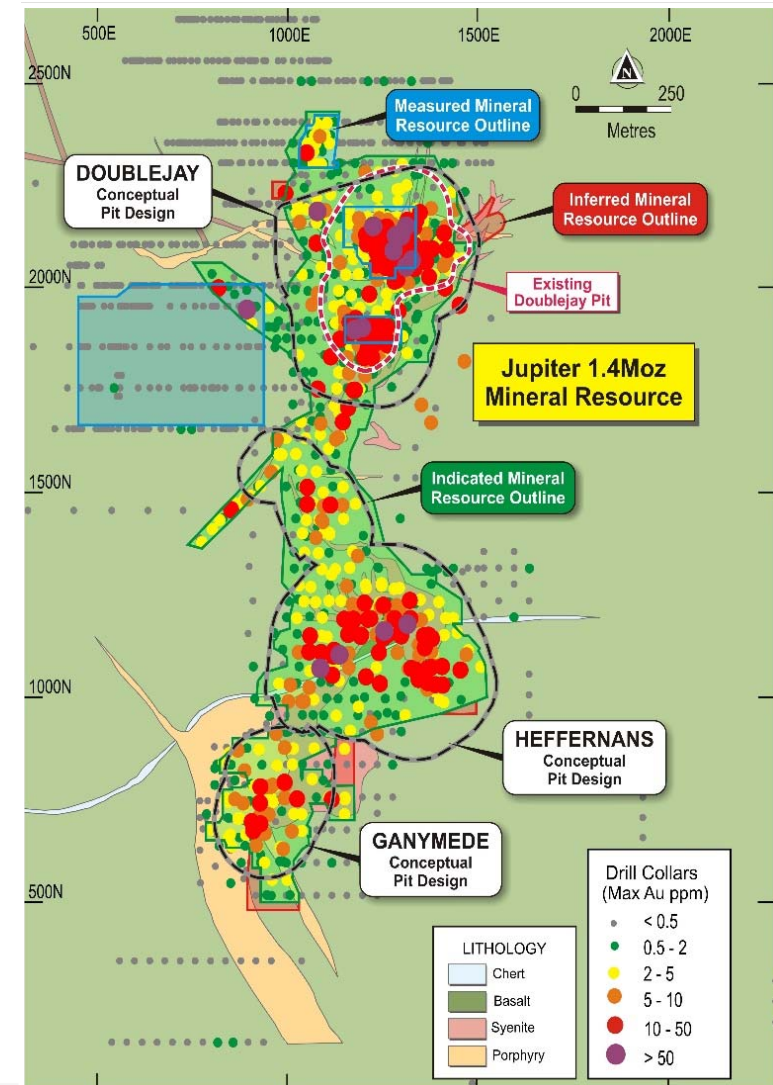 500E
1000E
1500E
2000E
2500N
N
0
250
Metres
Measured Mineral
Resource Outline
DOUBLEJAY
Conceptual
Pit Design
Inferred Mineral
Resource Outline
2000N
Existing
Doublejay Pit
Jupiter 1.4Moz
Mineral Resource
1500N
Indicated Mineral
Resource Outline
1000N
HEFFERNANS
Conceptual
Pit Design
GANYMEDE
Conceptual
Pit Design
500N
LITHOLOGY
Chert
Basalt
Syenite
Porphyry
Drill Collars
(Max Au ppm)
< 0.5
0.5 - 2
2 - 5
5 - 10
10 - 50
> 50